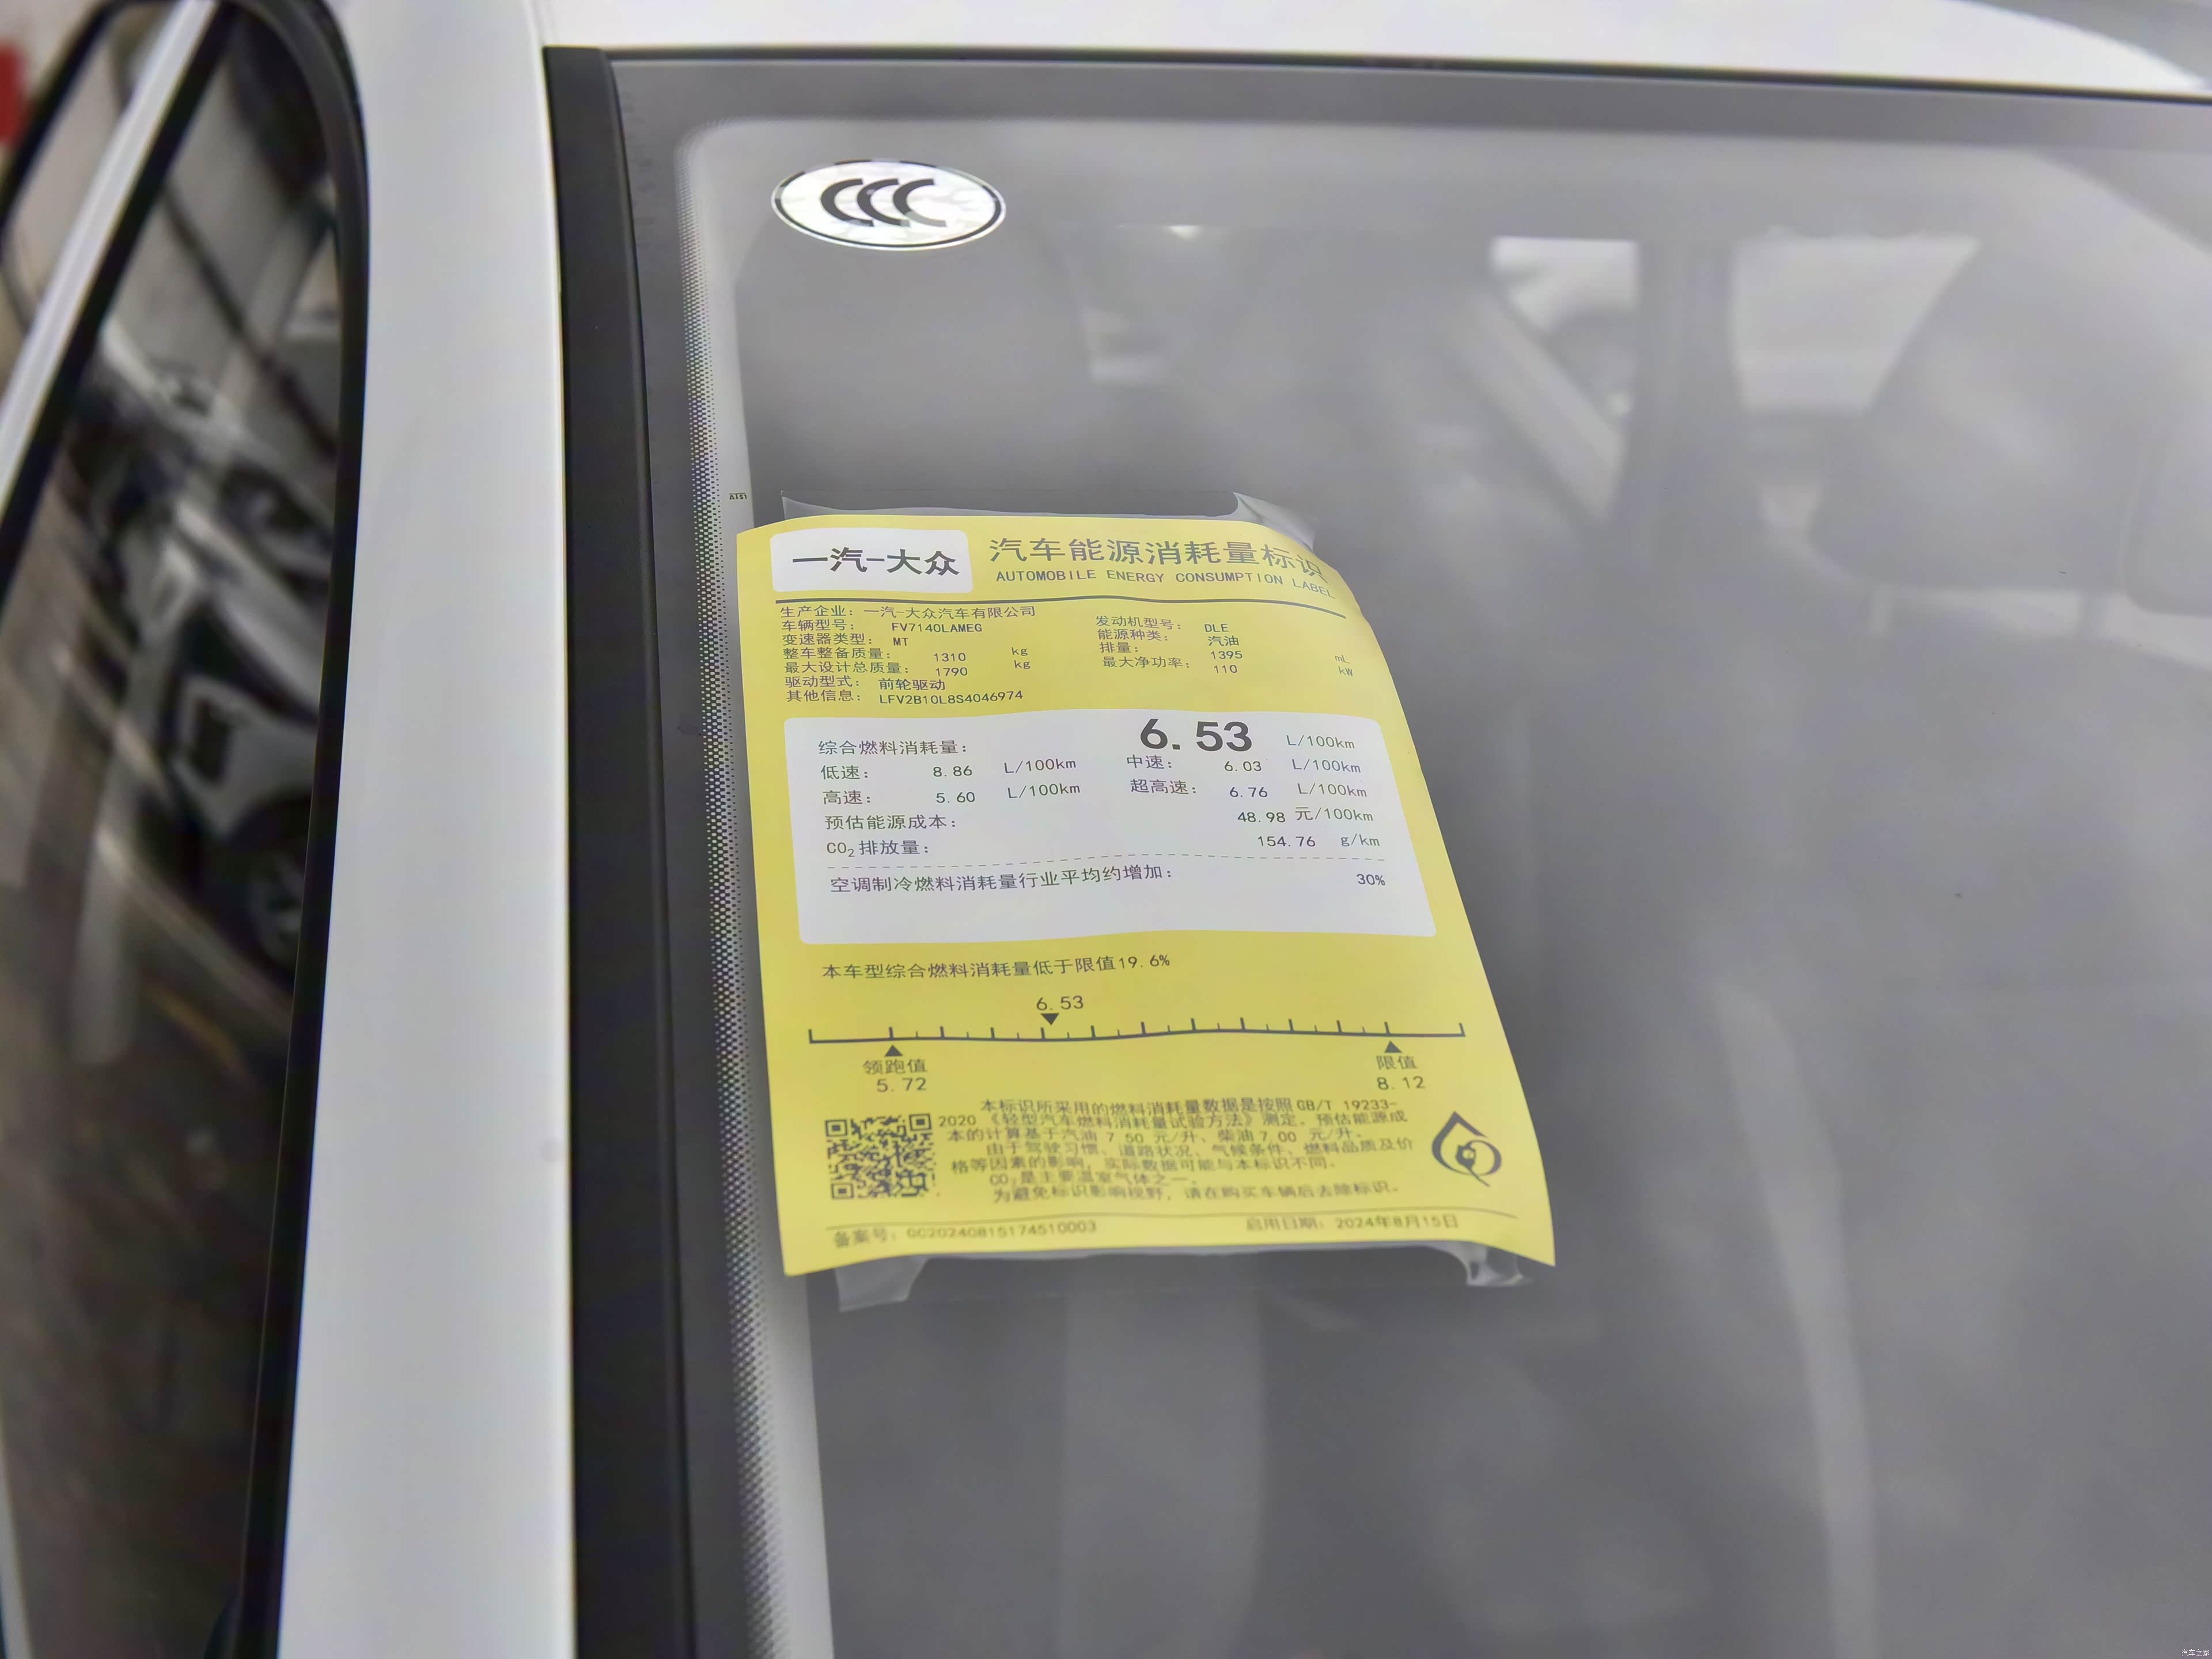 CCC
一汽-大众
汽车能源消耗量标识
AUTOMOBILE ENERGY CONSUMPTION LABEL
生产企业: 一汽-大众汽车有限公司
车辆型号: FV7140LAMEG 发动机型号: DLE
变速器类型: MT 能源种类: 汽油
整车整备质量: 1310 kg 排量: 1395 mL
最大设计总质量: 1790 kg 最大净功率: 110 kW
驱动型式: 前轮驱动
其他信息: LFV2B10L8S4046974
综合燃料消耗量: 6.53 L/100km
低速: 8.86 L/100km 中速: 6.03 L/100km
高速: 5.60 L/100km 超高速: 6.76 L/100km
预估能源成本: 48.98 元/100km
CO₂排放量: 154.76 g/km
空调制冷燃料消耗量行业平均约增加: 30%
本车型综合燃料消耗量低于限值19.6%
6.53
领跑值 限值
5.72 8.12
本标识所采用的燃料消耗量数据是按照GB/T 19233-
2020 《轻型汽车燃料消耗量试验方法》测定。预估能源成
本的计算基于汽油 7.50 元/升、柴油 7.00 元/升。
由于驾驶习惯、道路状况、气候条件、燃料品质及价
格等因素的影响，实际数据可能与本标识不同。
CO₂是主要温室气体之一。
为避免标识影响视野，请在购买车辆后去除标识。
备案号: GC20240815174510003 启用日期: 2024年8月15日
汽车之家